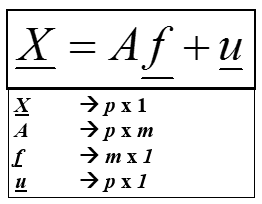 X = Af + u
X → p x 1
A → p x m
f → m x 1
u → p x 1